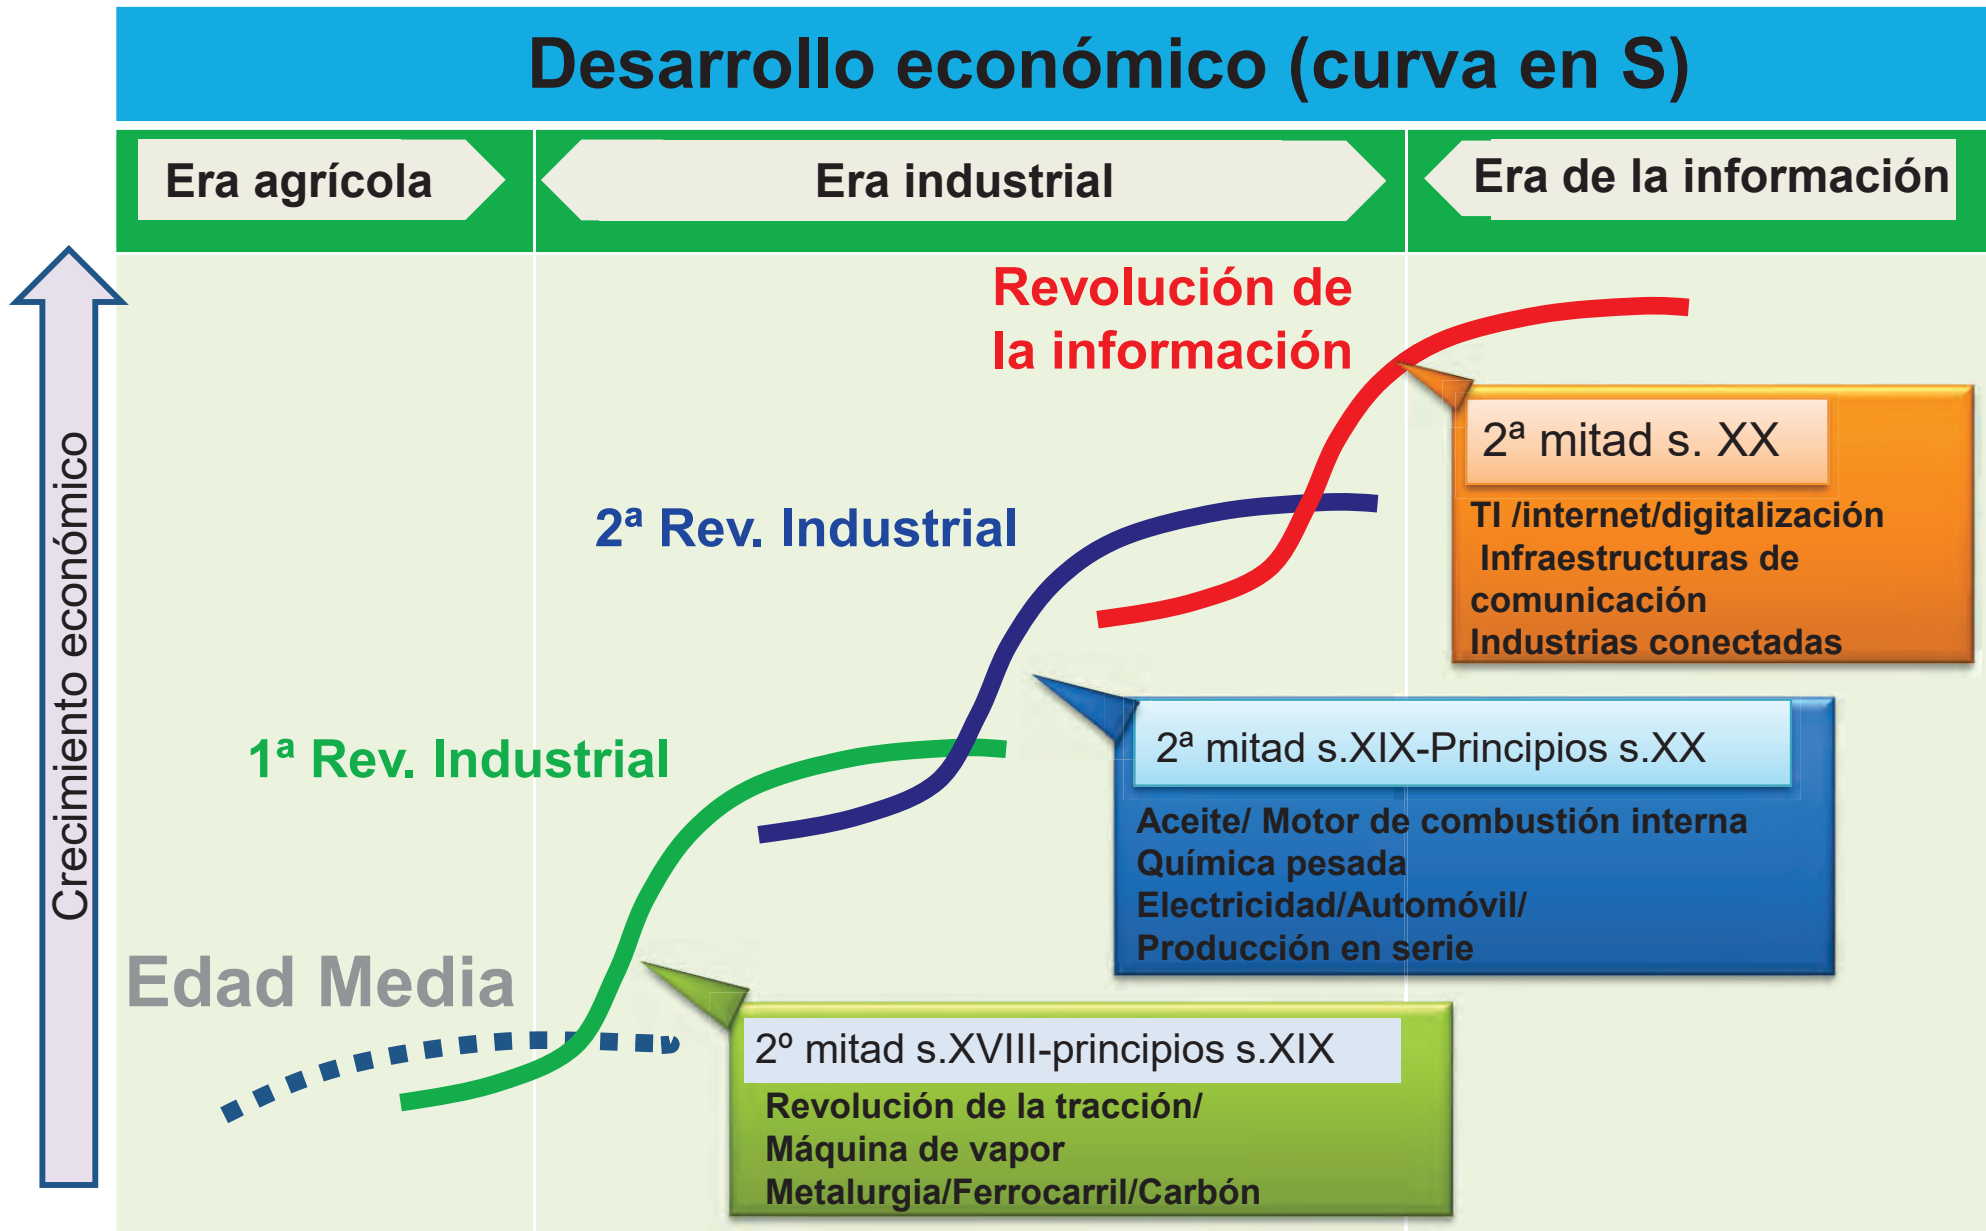 Desarrollo económico (curva en S)
Era agrícola
Era industrial
Era de la información
Crecimiento económico
Revolución de
la información
2ª mitad s. XX
TI /internet/digitalización
Infraestructuras de
comunicación
Industrias conectadas
2ª Rev. Industrial
2ª mitad s.XIX-Principios s.XX
Aceite/ Motor de combustión interna
Química pesada
Electricidad/Automóvil/
Producción en serie
1ª Rev. Industrial
Edad Media
2º mitad s.XVIII-principios s.XIX
Revolución de la tracción/
Máquina de vapor
Metalurgia/Ferrocarril/Carbón